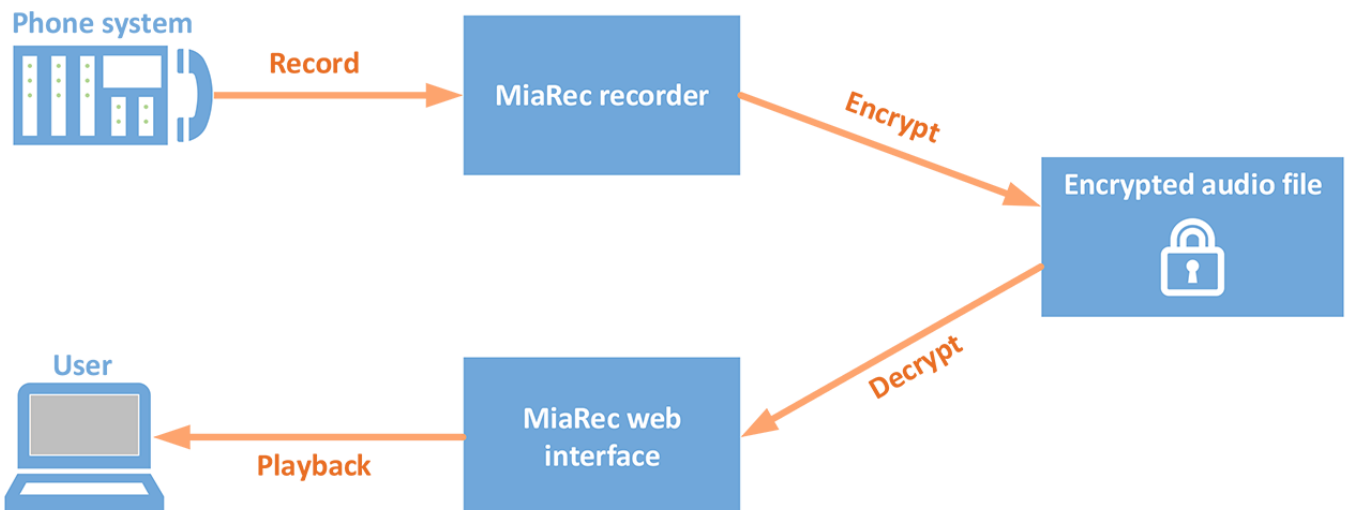 Phone system
Record
MiaRec recorder
Encrypt
Encrypted audio file
Decrypt
User
MiaRec web
interface
Playback